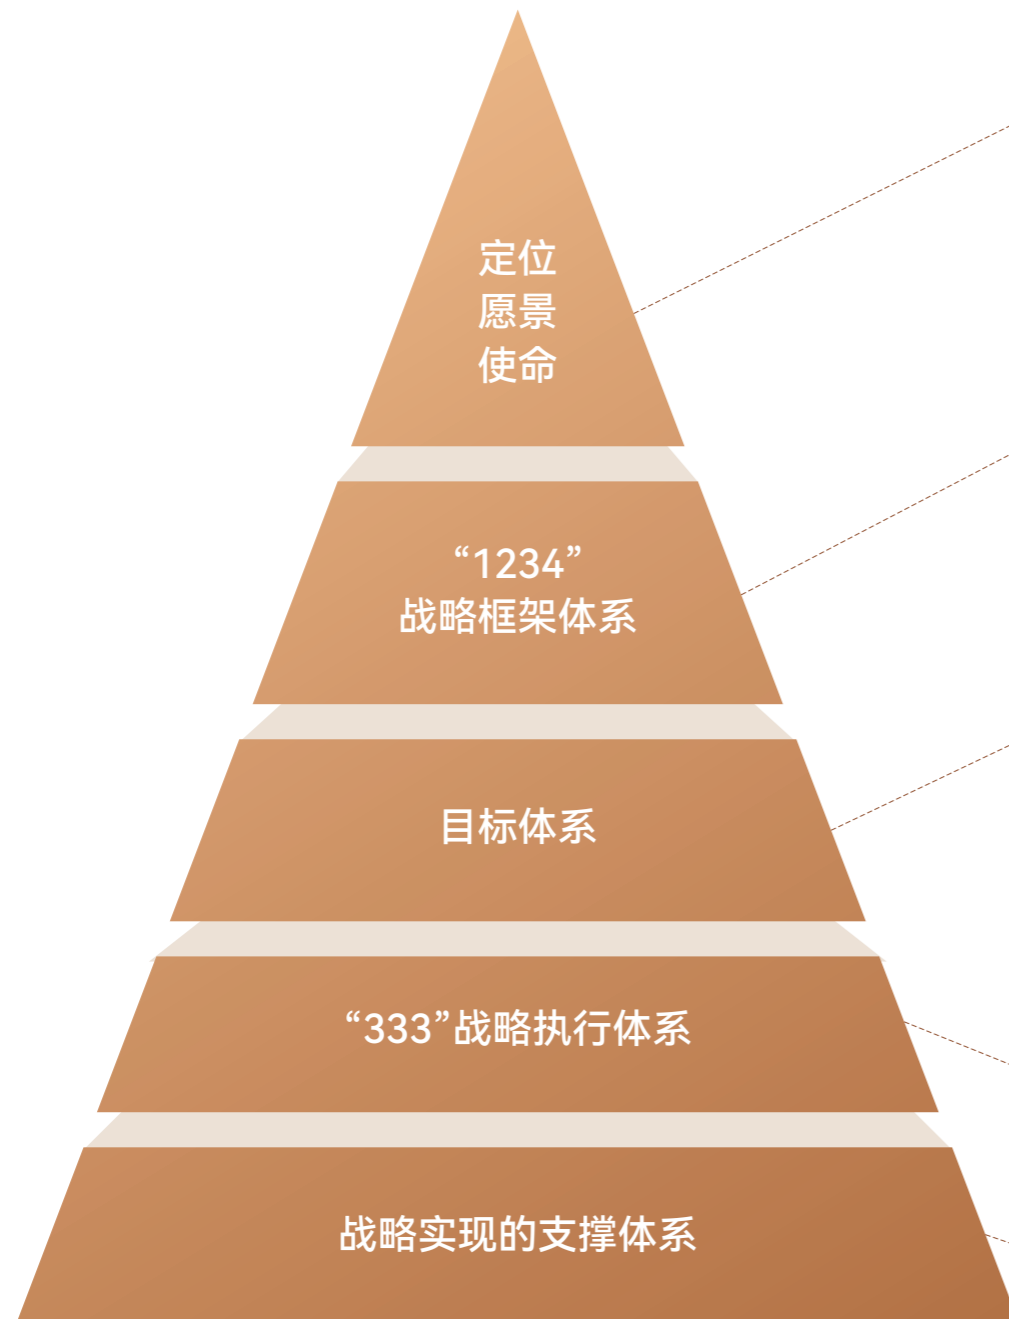 定位
愿景
使命
“1234”
战略框架体系
目标体系
“333”战略执行体系
战略实现的支撑体系